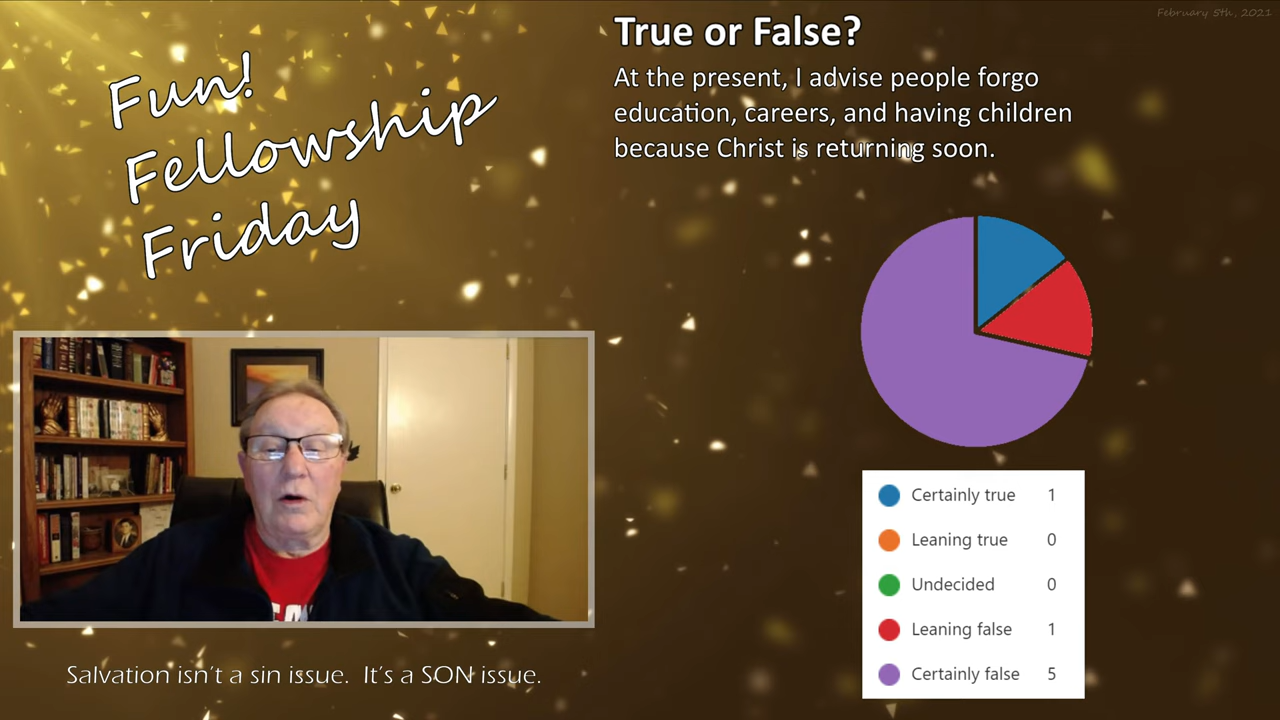 February 5th, 2021
Fun!
Fellowship
Friday
True or False?
At the present, I advise people forgo
education, careers, and having children
because Christ is returning soon.
Certainly true 1
Leaning true 0
Undecided 0
Leaning false 1
Certainly false 5
Salvation isn't a sin issue. It's a SON issue.